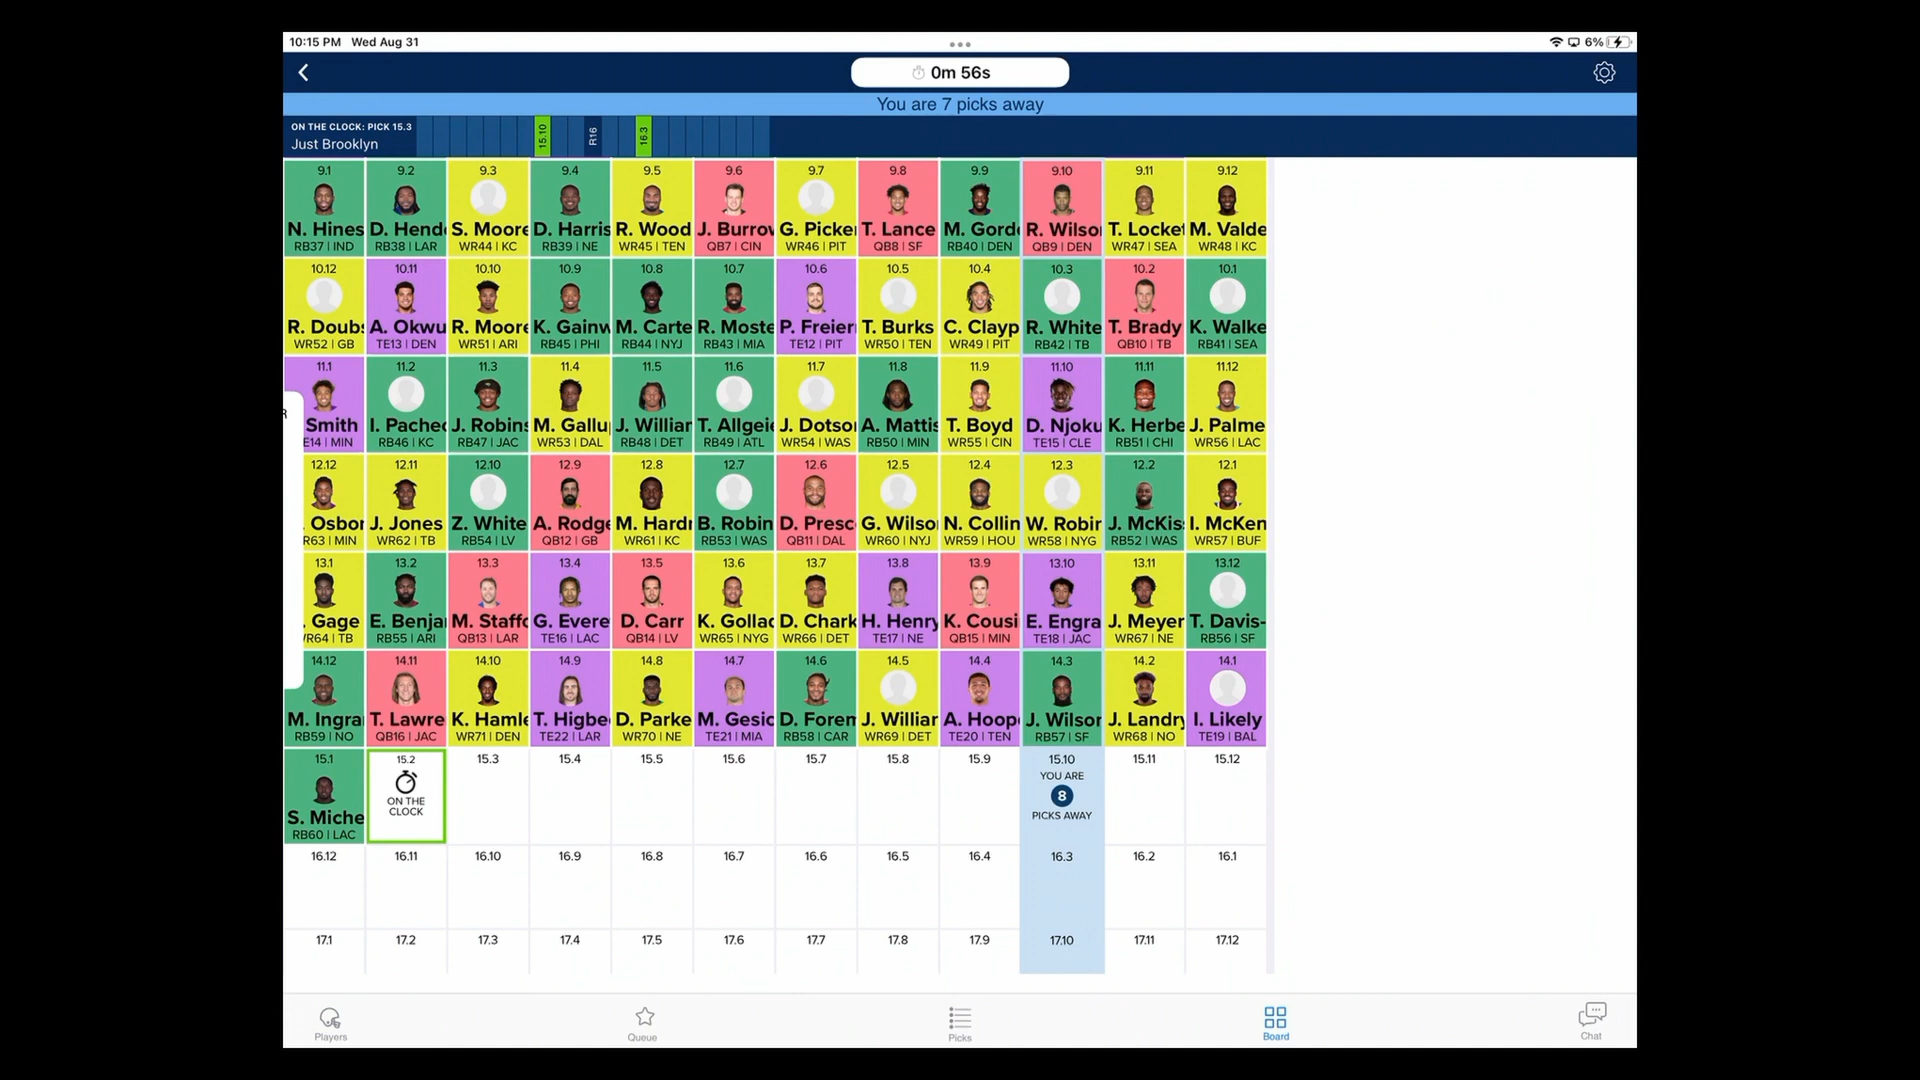 10:15 PM Wed Aug 31
6%
0m 56s
You are 7 picks away
ON THE CLOCK: PICK 15.3
Just Brooklyn
15.10
R16
16.3
9.1 9.2 9.3 9.4 9.5 9.6 9.7 9.8 9.9 9.10 9.11 9.12
N. Hines D. Hend S. Moore D. Harris R. Wood J. Burrow G. Picke T. Lance M. Gord R. Wilso T. Locke M. Valde
RB37 | IND RB38 | LAR WR44 | KC RB39 | NE WR45 | TEN QB7 | CIN WR46 | PIT QB8 | SF RB40 | DEN QB9 | DEN WR47 | SEA WR48 | KC
10.12 10.11 10.10 10.9 10.8 10.7 10.6 10.5 10.4 10.3 10.2 10.1
R. Doubs A. Okwu R. Moore K. Gainw M. Carte R. Moste P. Freier T. Burks C. Clayp R. White T. Brady K. Walke
WR52 | GB TE13 | DEN WR51 | ARI RB45 | PHI RB44 | NYJ RB43 | MIA TE12 | PIT WR50 | TEN WR49 | PIT RB42 | TB QB10 | TB RB41 | SEA
11.1 11.2 11.3 11.4 11.5 11.6 11.7 11.8 11.9 11.10 11.11 11.12
R
Smith I. Pachec J. Robins M. Gallu J. Williar T. Allgeie J. Dotso A. Mattis T. Boyd D. Njoku K. Herbe J. Palme
E14 | MIN RB46 | KC RB47 | JAC WR53 | DAL RB48 | DET RB49 | ATL WR54 | WAS RB50 | MIN WR55 | CIN TE15 | CLE RB51 | CHI WR56 | LAC
12.12 12.11 12.10 12.9 12.8 12.7 12.6 12.5 12.4 12.3 12.2 12.1
. Osbor J. Jones Z. White A. Rodge M. Hardr B. Robin D. Presc G. Wilso N. Collin W. Robir J. McKis I. McKen
R63 | MIN WR62 | TB RB54 | LV QB12 | GB WR61 | KC RB53 | WAS QB11 | DAL WR60 | NYJ WR59 | HOU WR58 | NYG RB52 | WAS WR57 | BUF
13.1 13.2 13.3 13.4 13.5 13.6 13.7 13.8 13.9 13.10 13.11 13.12
. Gage E. Benja M. Staffo G. Evere D. Carr K. Gollac D. Chark H. Henry K. Cousi E. Engra J. Meyer T. Davis-
R64 | TB RB55 | ARI QB13 | LAR TE16 | LAC QB14 | LV WR65 | NYG WR66 | DET TE17 | NE QB15 | MIN TE18 | JAC WR67 | NE RB56 | SF
14.12 14.11 14.10 14.9 14.8 14.7 14.6 14.5 14.4 14.3 14.2 14.1
M. Ingra T. Lawre K. Hamle T. Higbe D. Parke M. Gesic D. Forem J. Williar A. Hoop J. Wilsor J. Landry I. Likely
RB59 | NO QB16 | JAC WR71 | DEN TE22 | LAR WR70 | NE TE21 | MIA RB58 | CAR WR69 | DET TE20 | TEN RB57 | SF WR68 | NO TE19 | BAL
15.1 15.2 15.3 15.4 15.5 15.6 15.7 15.8 15.9 15.10 15.11 15.12
YOU ARE
8
ON THE
CLOCK
PICKS AWAY
S. Miche
RB60 | LAC
16.12 16.11 16.10 16.9 16.8 16.7 16.6 16.5 16.4 16.3 16.2 16.1
17.1 17.2 17.3 17.4 17.5 17.6 17.7 17.8 17.9 17.10 17.11 17.12
Players Queue Picks Board Chat